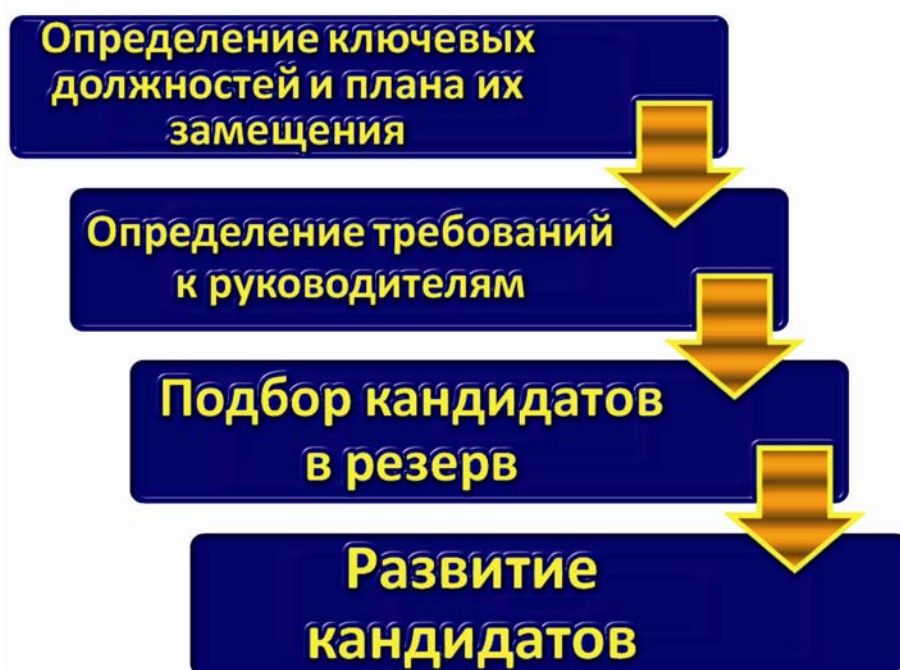 Определение ключевых
должностей и плана их
замещения
Определение требований
к руководителям
Подбор кандидатов
в резерв
Развитие
кандидатов